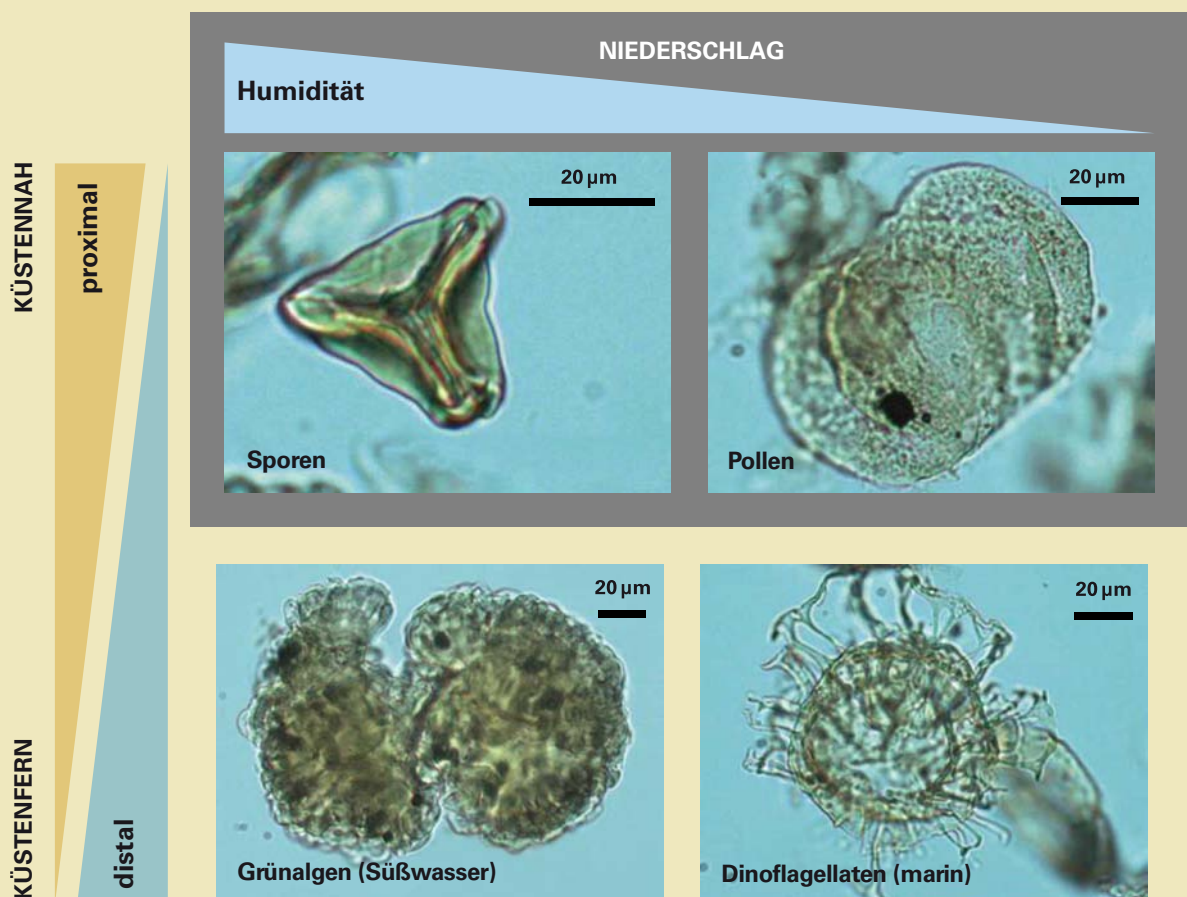 NIEDERSCHLAG
Humidität
KÜSTENNAH
proximal
20 µm
20 µm
Sporen
Pollen
20 µm
20 µm
KÜSTENFERN
distal
Grünalgen (Süßwasser)
Dinoflagellaten (marin)